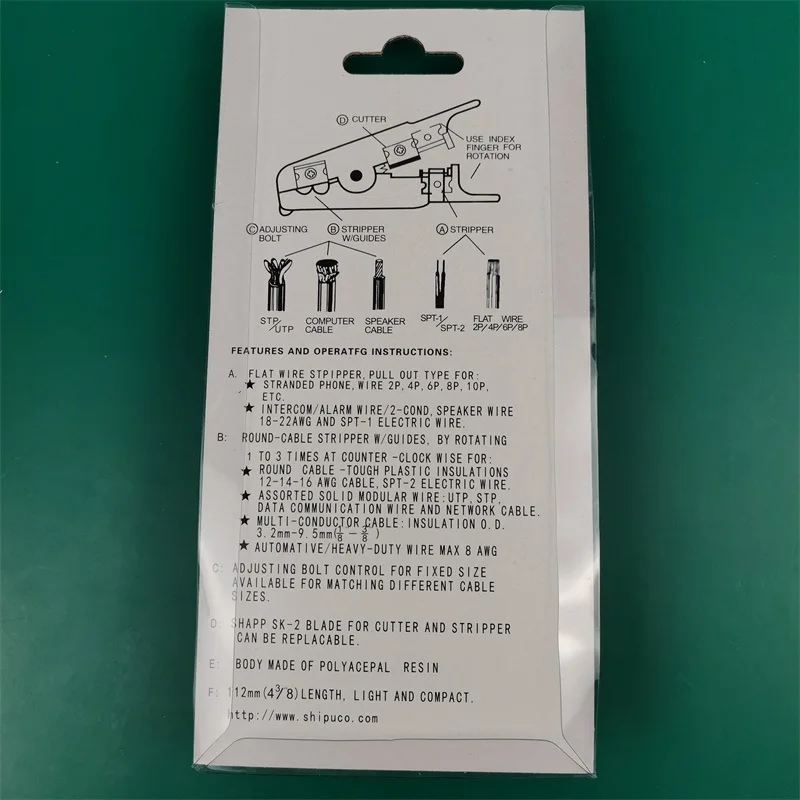 Ⓓ CUTTER
USE INDEX
FINGER FOR
ROTATION
Ⓒ ADJUSTING
BOLT
Ⓑ STRIPPER
W/GUIDES
Ⓐ STRIPPER
STP/UTP
COMPUTER
CABLE
SPEAKER
CABLE
SPT-1/SPT-2
FLAT WIRE
2P/4P/6P/8P
FEATURES AND OPERATFG INSTRUCTIONS:
A. FLAT WIRE STPIPPER, PULL OUT TYPE FOR:
★ STRANDED PHONE, WIRE 2P, 4P, 6P, 8P, 10P,
ETC.
★ INTERCOM/ALARM WIRE/2-COND, SPEAKER WIRE
18-22AWG AND SPT-1 ELECTRIC WIRE.
B: ROUND-CABLE STRIPPER W/GUIDES, BY ROTATING
1 TO 3 TIMES AT COUNTER -CLOCK WISE FOR:
★ ROUND CABLE -TOUGH PLASTIC INSULATIONS
12-14-16 AWG CABLE, SPT-2 ELECTRIC WIRE.
★ ASSORTED SOLID MODULAR WIRE: UTP, STP,
DATA COMMUNICATION WIRE AND NETWORK CABLE.
★ MULTI-CONDUCTOR CABLE: INSULATION O.D.
3.2mm-9.5mm(1/8 - 3/8)
★ AUTOMATIVE/HEAVY-DUTY WIRE MAX 8 AWG
C: ADJUSTING BOLT CONTROL FOR FIXED SIZE
AVAILABLE FOR MATCHING DIFFERENT CABLE
SIZES.
D: SHAPP SK-2 BLADE FOR CUTTER AND STRIPPER
CAN BE REPLACABLE.
E: BODY MADE OF POLYACEPAL RESIN
F: 112mm(4 3/8)LENGTH, LIGHT AND COMPACT.
http://www.shipuco.com